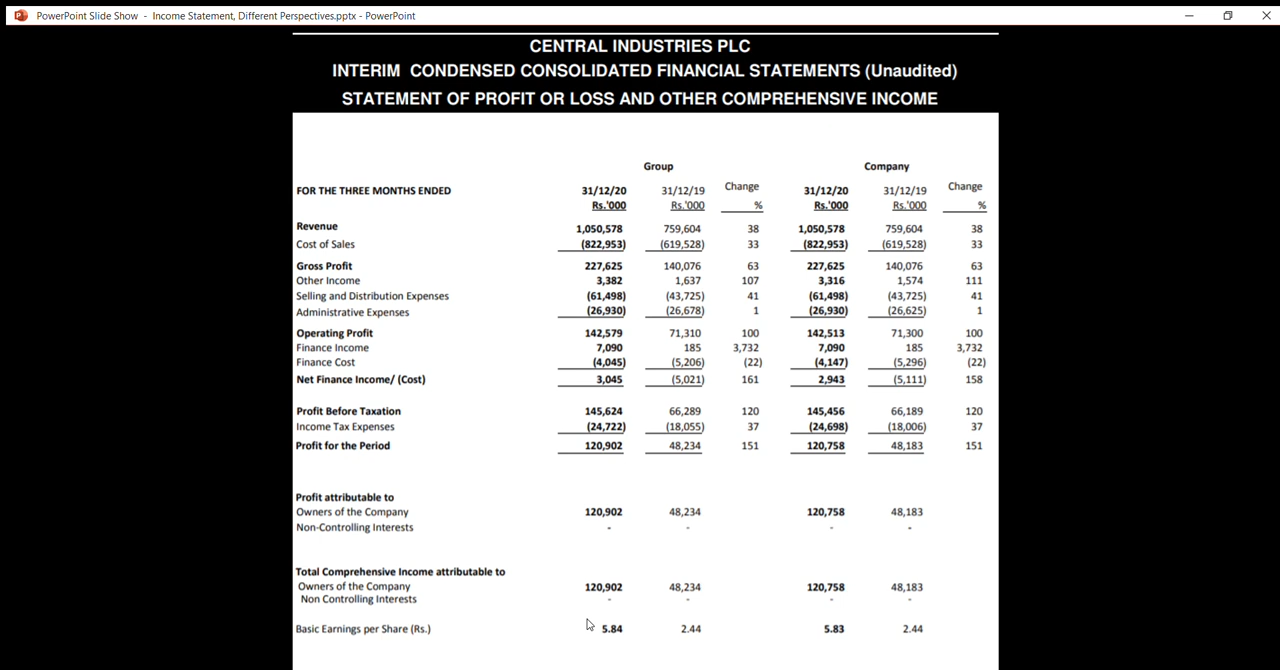 PowerPoint Slide Show - Income Statement, Different Perspectives.pptx - PowerPoint
CENTRAL INDUSTRIES PLC
INTERIM CONDENSED CONSOLIDATED FINANCIAL STATEMENTS (Unaudited)
STATEMENT OF PROFIT OR LOSS AND OTHER COMPREHENSIVE INCOME
Group Company
FOR THE THREE MONTHS ENDED 31/12/20 31/12/19 Change 31/12/20 31/12/19 Change
Rs.'000 Rs.'000 % Rs.'000 Rs.'000 %
Revenue 1,050,578 759,604 38 1,050,578 759,604 38
Cost of Sales (822,953) (619,528) 33 (822,953) (619,528) 33
Gross Profit 227,625 140,076 63 227,625 140,076 63
Other Income 3,382 1,637 107 3,316 1,574 111
Selling and Distribution Expenses (61,498) (43,725) 41 (61,498) (43,725) 41
Administrative Expenses (26,930) (26,678) 1 (26,930) (26,625) 1
Operating Profit 142,579 71,310 100 142,513 71,300 100
Finance Income 7,090 185 3,732 7,090 185 3,732
Finance Cost (4,045) (5,206) (22) (4,147) (5,296) (22)
Net Finance Income/ (Cost) 3,045 (5,021) 161 2,943 (5,111) 158
Profit Before Taxation 145,624 66,289 120 145,456 66,189 120
Income Tax Expenses (24,722) (18,055) 37 (24,698) (18,006) 37
Profit for the Period 120,902 48,234 151 120,758 48,183 151
Profit attributable to
Owners of the Company 120,902 48,234 120,758 48,183
Non-Controlling Interests - - - -
Total Comprehensive Income attributable to
Owners of the Company 120,902 48,234 120,758 48,183
Non Controlling Interests - - - -
Basic Earnings per Share (Rs.) 5.84 2.44 5.83 2.44